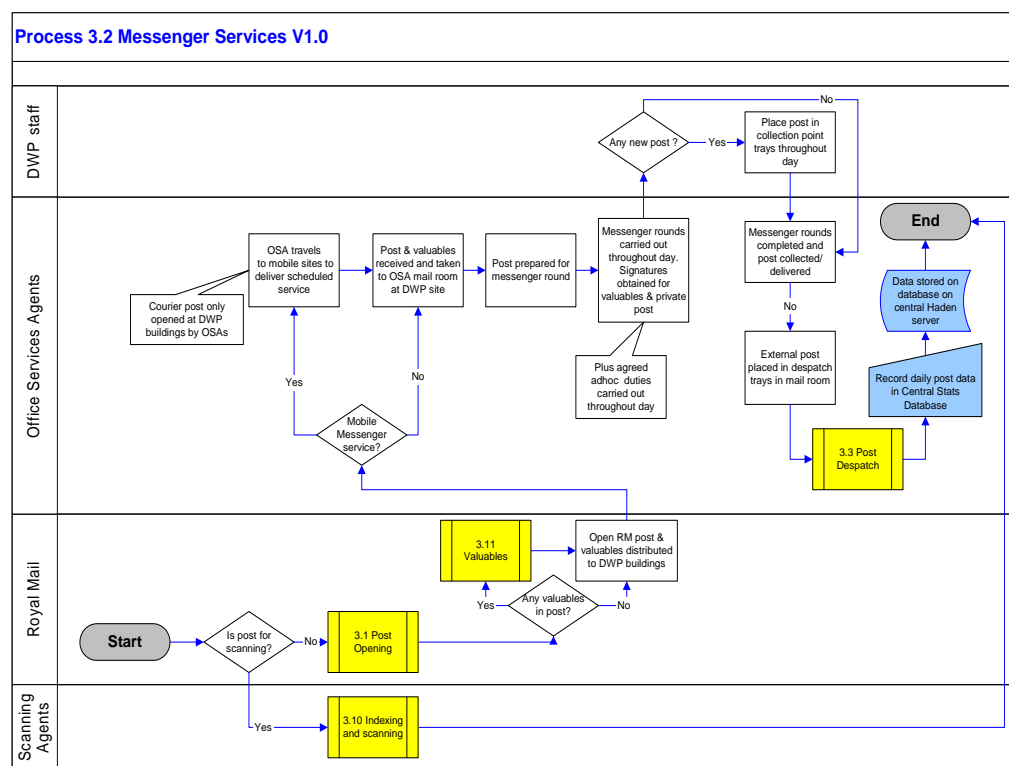 Process 3.2 Messenger Services V1.0
DWP staff
Any new post ?
Yes
No
Place post in
collection point
trays throughout
day
Office Services Agents
OSA travels
to mobile sites to
deliver scheduled
service
Courier post only
opened at DWP
buildings by OSAs
Post & valuables
received and taken
to OSA mail room
at DWP site
Post prepared for
messenger round
Messenger rounds
carried out
throughout day.
Signatures
obtained for
valuables & private
post
Plus agreed
adhoc duties
carried out
throughout day
Messenger rounds
completed and
post collected/
delivered
No
External post
placed in despatch
trays in mail room
3.3 Post
Despatch
End
Data stored on
database on
central Haden
server
Record daily post data
in Central Stats
Database
Yes
No
Mobile
Messenger
service?
Royal Mail
3.11
Valuables
Open RM post &
valuables distributed
to DWP buildings
Yes
Any valuables
in post?
No
Start
Is post for
scanning?
No
3.1 Post
Opening
Scanning
Agents
Yes
3.10 Indexing
and scanning